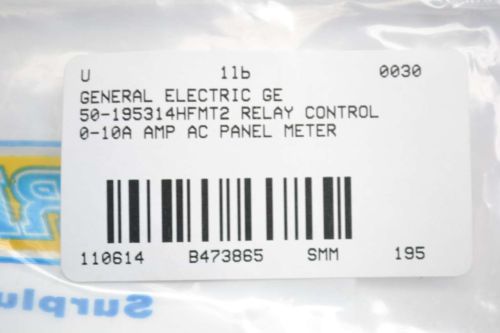 U 1lb 0030
GENERAL ELECTRIC GE
50-195314HFMT2 RELAY CONTROL
0-10A AMP AC PANEL METER
110614 B473865 SMM 195
Surplu